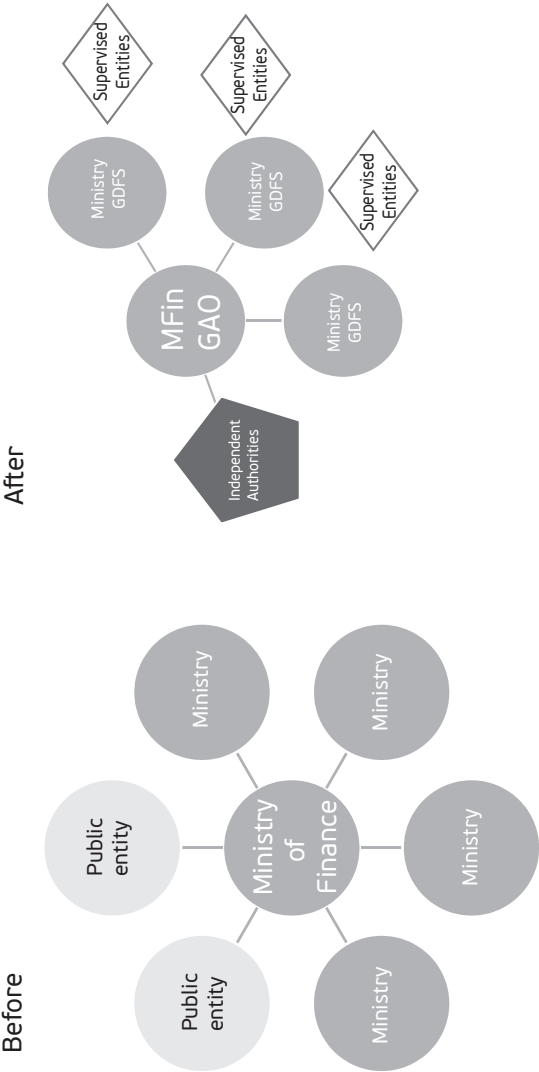 Before
Public
entity
Public
entity
Ministry
Ministry
of
Finance
Ministry
Ministry
Ministry
After
Independent
Authorities
MFin
GAO
Ministry
GDFS
Ministry
GDFS
Ministry
GDFS
Supervised
Entities
Supervised
Entities
Supervised
Entities